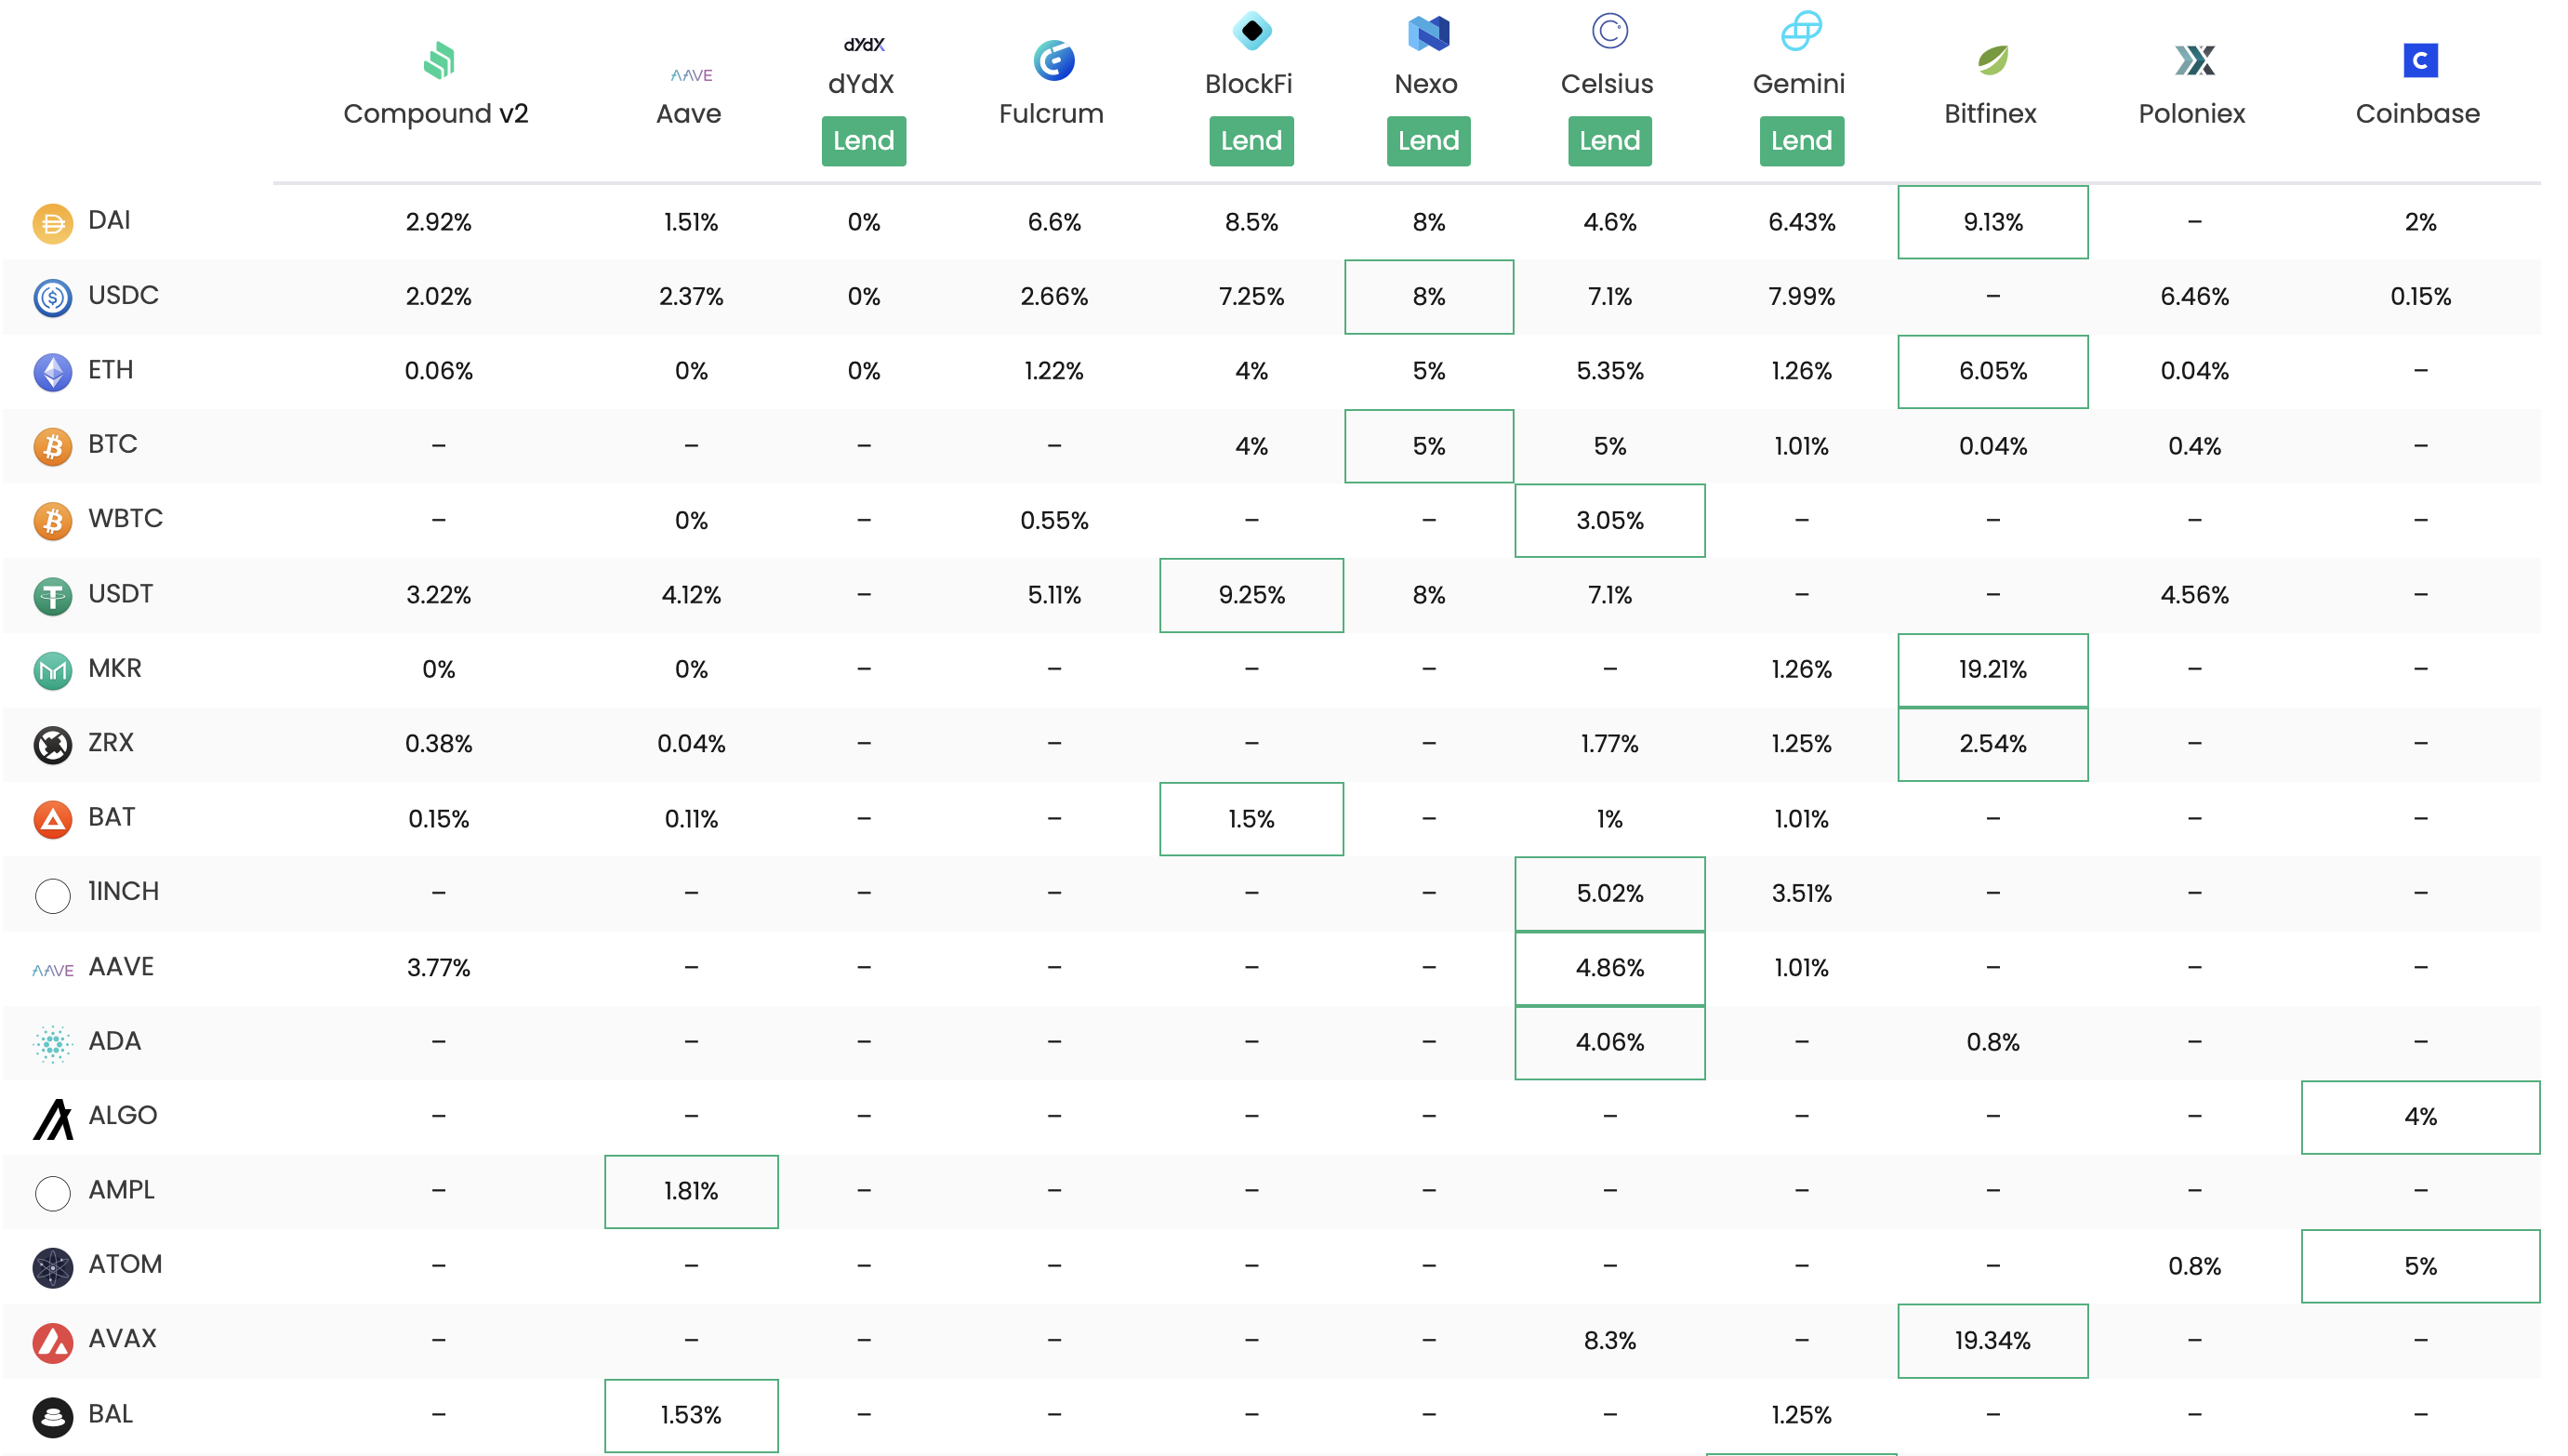 Compound v2 AAVE Aave dYdX dYdX Lend Fulcrum BlockFi Lend Nexo Lend Celsius Lend Gemini Lend Bitfinex Poloniex C Coinbase
DAI 2.92% 1.51% 0% 6.6% 8.5% 8% 4.6% 6.43% 9.13% – 2%
USDC 2.02% 2.37% 0% 2.66% 7.25% 8% 7.1% 7.99% – 6.46% 0.15%
ETH 0.06% 0% 0% 1.22% 4% 5% 5.35% 1.26% 6.05% 0.04% –
BTC – – – – 4% 5% 5% 1.01% 0.04% 0.4% –
WBTC – 0% – 0.55% – – 3.05% – – – –
USDT 3.22% 4.12% – 5.11% 9.25% 8% 7.1% – – 4.56% –
MKR 0% 0% – – – – – 1.26% 19.21% – –
ZRX 0.38% 0.04% – – – – 1.77% 1.25% 2.54% – –
BAT 0.15% 0.11% – – 1.5% – 1% 1.01% – – –
1INCH – – – – – – 5.02% 3.51% – – –
AAVE AAVE 3.77% – – – – – 4.86% 1.01% – – –
ADA – – – – – – 4.06% – 0.8% – –
ALGO – – – – – – – – – – 4%
AMPL – 1.81% – – – – – – – – –
ATOM – – – – – – – – – 0.8% 5%
AVAX – – – – – – 8.3% – 19.34% – –
BAL – 1.53% – – – – – 1.25% – – –